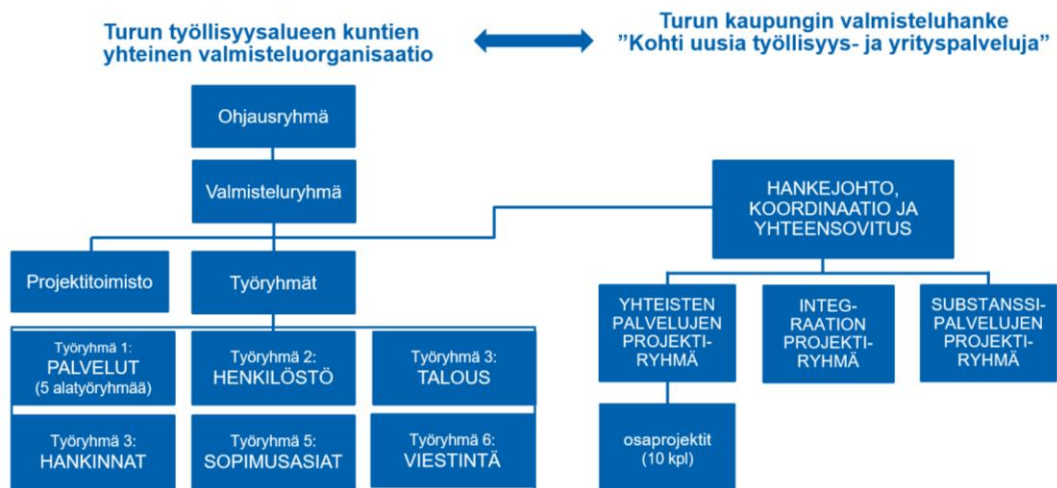 Turun työllisyysalueen kuntien
yhteinen valmisteluorganisaatio
Turun kaupungin valmisteluhanke
”Kohti uusia työllisyys- ja yrityspalveluja”
Ohjausryhmä
Valmisteluryhmä
Projektitoimisto
Työryhmät
Työryhmä 1:
PALVELUT
(5 alatyöryhmää)
Työryhmä 2:
HENKILÖSTÖ
Työryhmä 3:
TALOUS
Työryhmä 3:
HANKINNAT
Työryhmä 5:
SOPIMUSASIAT
Työryhmä 6:
VIESTINTÄ
HANKEJOHTO,
KOORDINAATIO JA
YHTEENSOVITUS
YHTEISTEN
PALVELUJEN
PROJEKTI-
RYHMÄ
INTEG-
RAATION
PROJEKTI-
RYHMÄ
SUBSTANSSI-
PALVELUJEN
PROJEKTI-
RYHMÄ
osaprojektit
(10 kpl)